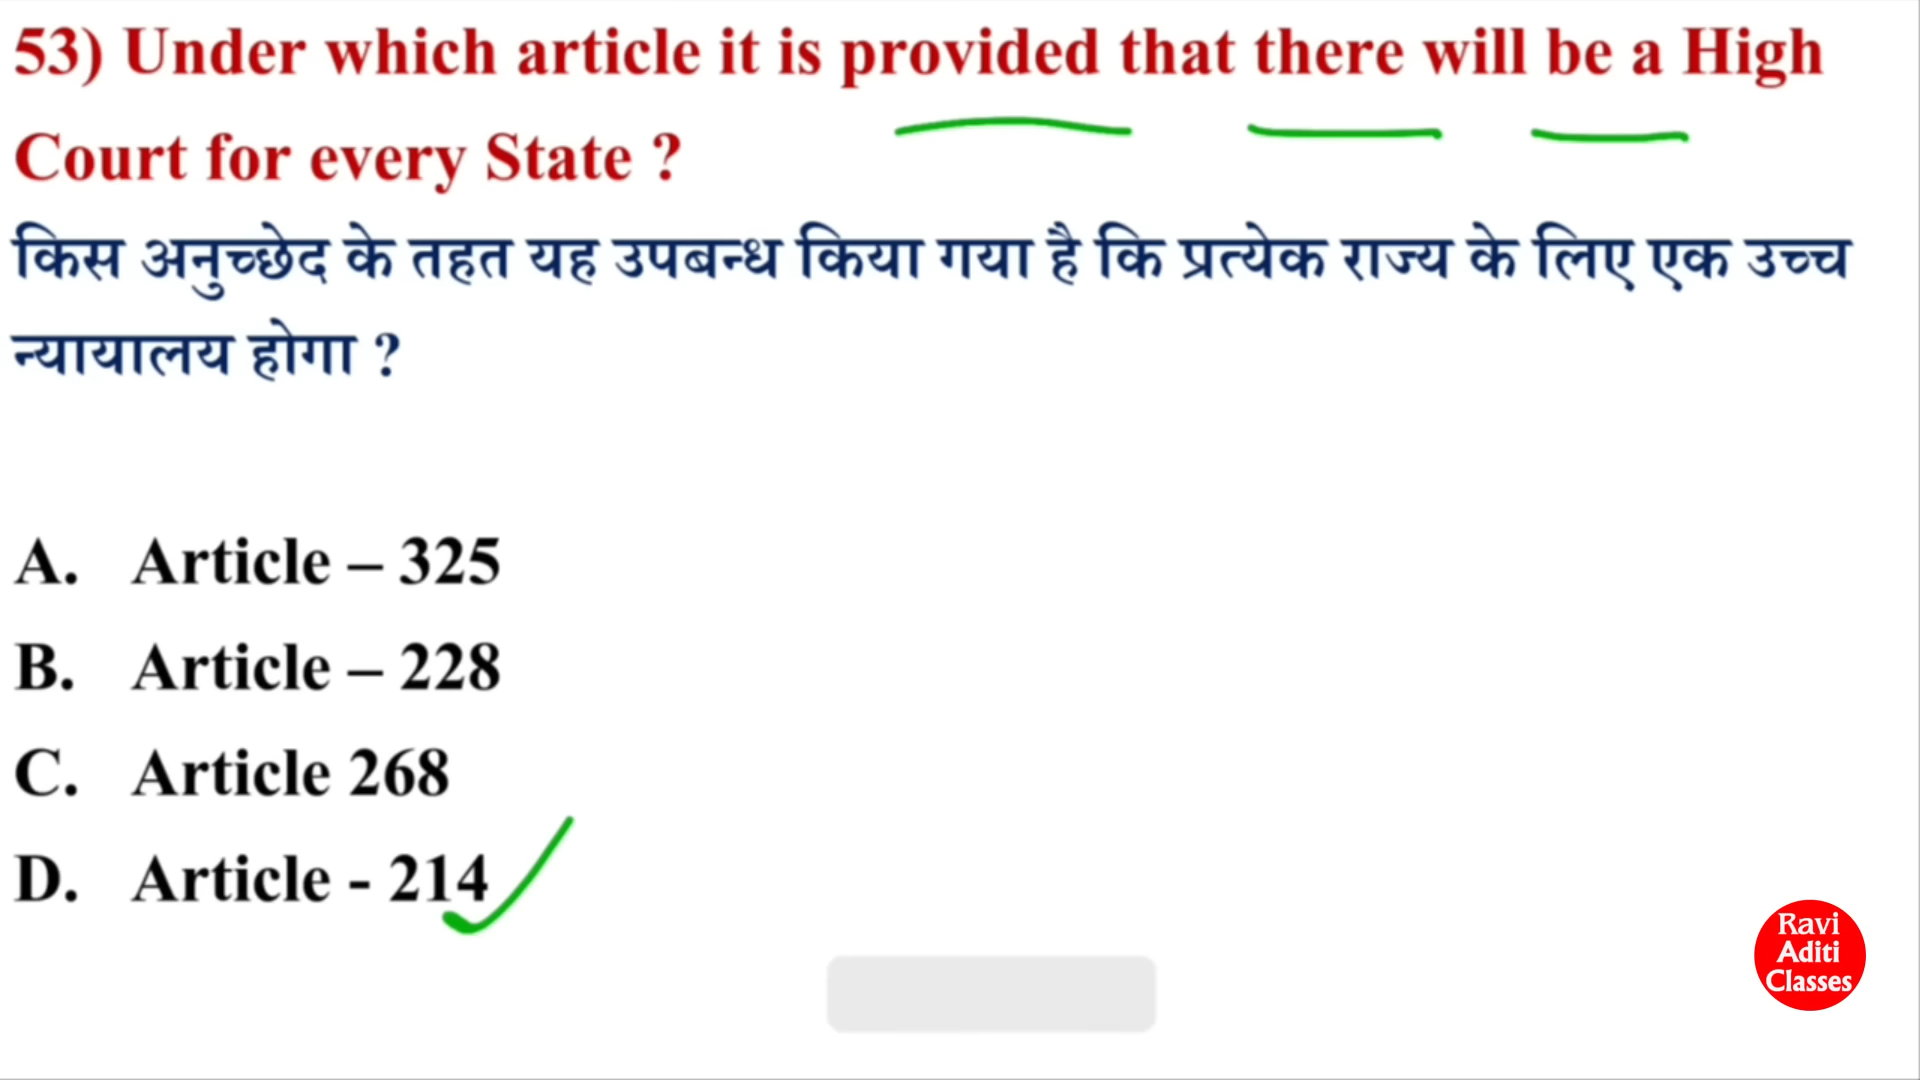 53) Under which article it is provided that there will be a High
Court for every State ?
किस अनुच्छेद के तहत यह उपबन्ध किया गया है कि प्रत्येक राज्य के लिए एक उच्च
न्यायालय होगा ?
A. Article – 325
B. Article – 228
C. Article 268
D. Article - 214
Ravi
Aditi
Classes